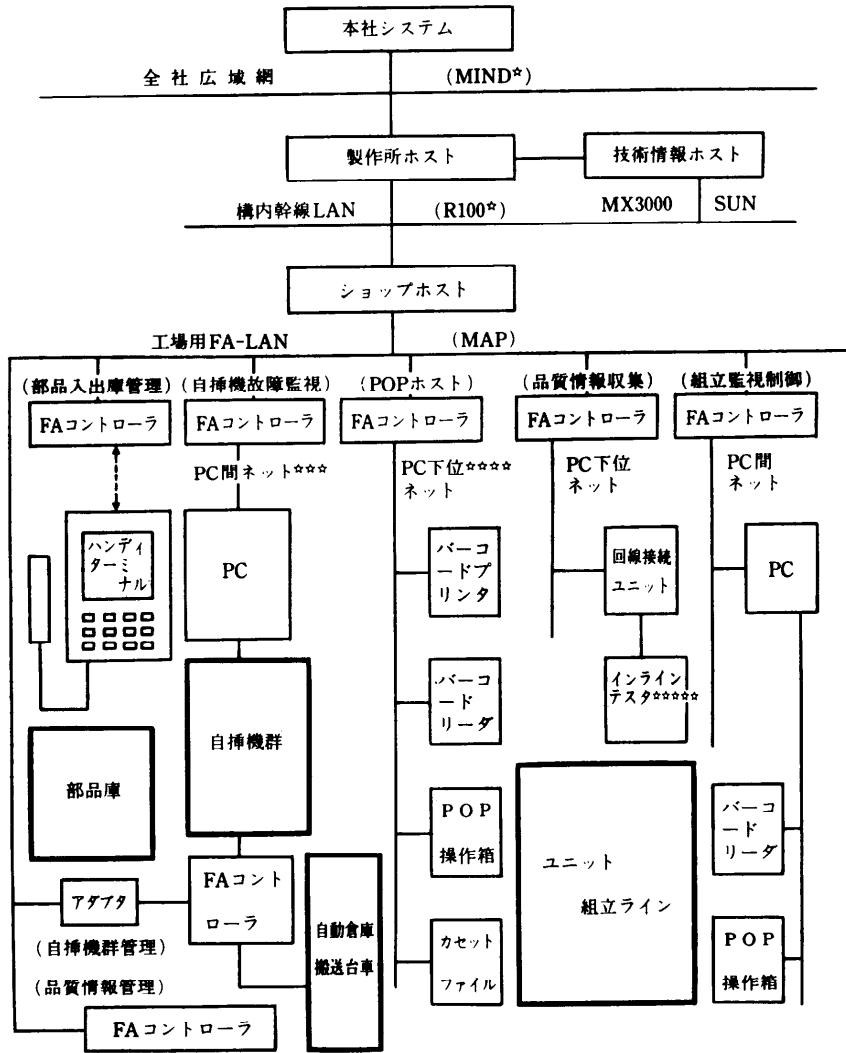 本社システム
全社広域網 (MIND☆)
製作所ホスト
技術情報ホスト
構内幹線LAN (R100☆) MX3000 SUN
ショップホスト
工場用FA-LAN (MAP)
(部品入出庫管理) (自挿機故障監視) (POPホスト) (品質情報収集) (組立監視制御)
FAコントローラ FAコントローラ FAコントローラ FAコントローラ FAコントローラ
PC間ネット☆☆☆
PC下位☆☆☆☆
ネット
PC下位
ネット
PC間
ネット
ハンディ
ターミ
ナル
PC
バーコ
ードプ
リンタ
回線接続
ユニット
PC
バーコ
ード
リーダ
インライン
テスタ☆☆☆☆☆
自挿機群
部品庫
POP
操作箱
ユニット
組立ライン
バーコ
ード
リーダ
アダプタ
FAコント
ローラ
自動倉庫
搬送台車
カセット
ファイル
POP
操作箱
(自挿機群管理)
(品質情報管理)
FAコントローラ